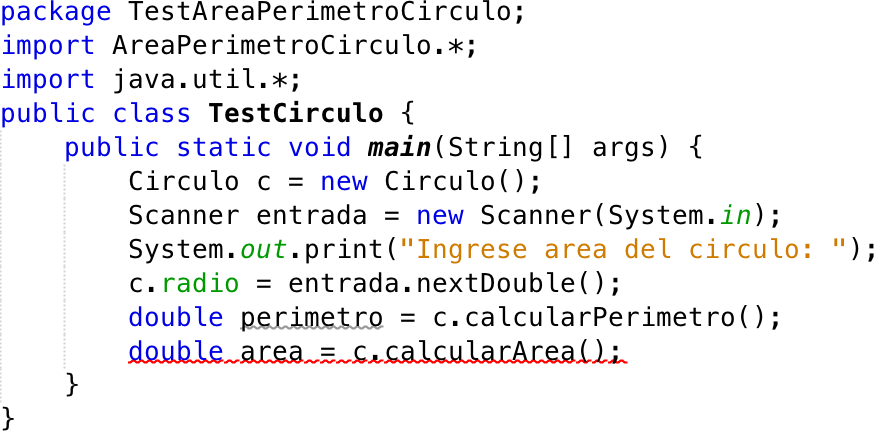 package TestAreaPerimetroCirculo;
import AreaPerimetroCirculo.*;
import java.util.*;
public class TestCirculo {
    public static void main(String[] args) {
        Circulo c = new Circulo();
        Scanner entrada = new Scanner(System.in);
        System.out.print("Ingrese area del circulo: ");
        c.radio = entrada.nextDouble();
        double perimetro = c.calcularPerimetro();
        double area = c.calcularArea();
    }
}